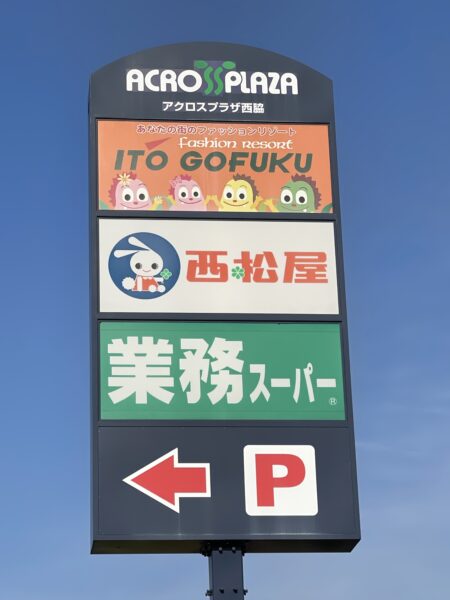 ACROSS PLAZA
アクロスプラザ西脇
あなたの街のファッションリゾート
fashion resort
ITO GOFUKU
西松屋
業務スーパー®
P